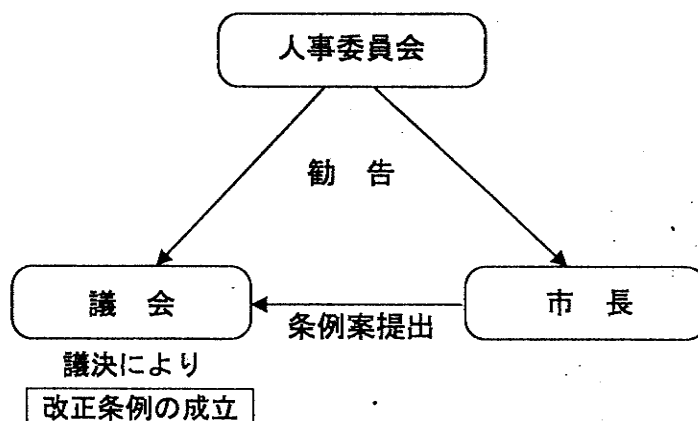 人事委員会
勧　告
議　会
市　長
条例案提出
議決により
改正条例の成立